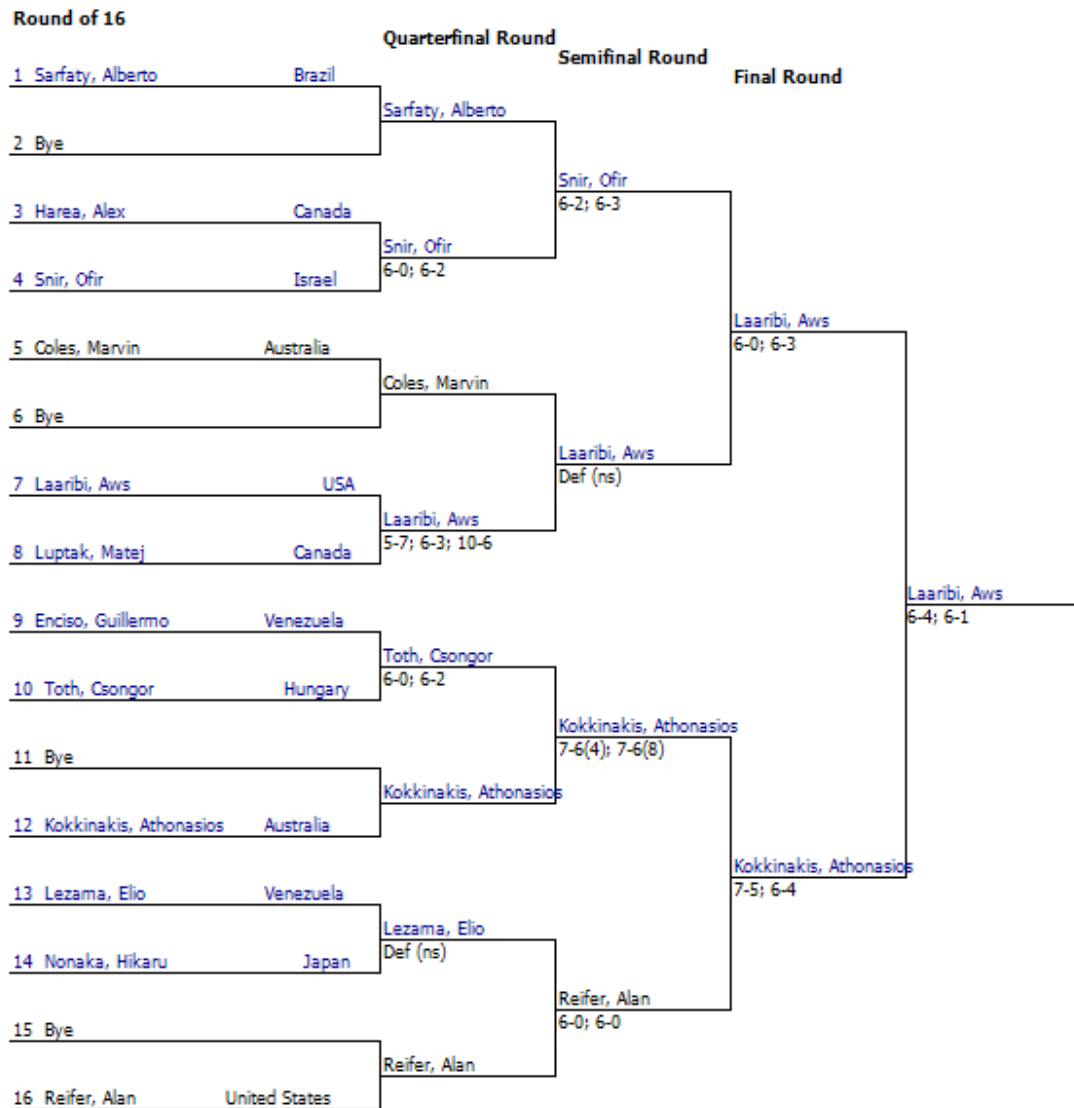 Round of 16
Quarterfinal Round
Semifinal Round
Final Round
1 Sarfaty, Alberto Brazil
Sarfaty, Alberto
2 Bye
Snir, Ofir
6-2; 6-3
3 Harea, Alex Canada
Snir, Ofir
6-0; 6-2
4 Snir, Ofir Israel
Laaribi, Aws
6-0; 6-3
5 Coles, Marvin Australia
Coles, Marvin
6 Bye
Laaribi, Aws
Def (ns)
7 Laaribi, Aws USA
Laaribi, Aws
5-7; 6-3; 10-6
8 Luptak, Matej Canada
Laaribi, Aws
6-4; 6-1
9 Enciso, Guillermo Venezuela
Toth, Csongor
6-0; 6-2
10 Toth, Csongor Hungary
Kokkinakis, Athonasios
7-6(4); 7-6(8)
11 Bye
Kokkinakis, Athonasios
12 Kokkinakis, Athonasios Australia
Kokkinakis, Athonasios
7-5; 6-4
13 Lezama, Elio Venezuela
Lezama, Elio
Def (ns)
14 Nonaka, Hikaru Japan
Reifer, Alan
6-0; 6-0
15 Bye
Reifer, Alan
16 Reifer, Alan United States